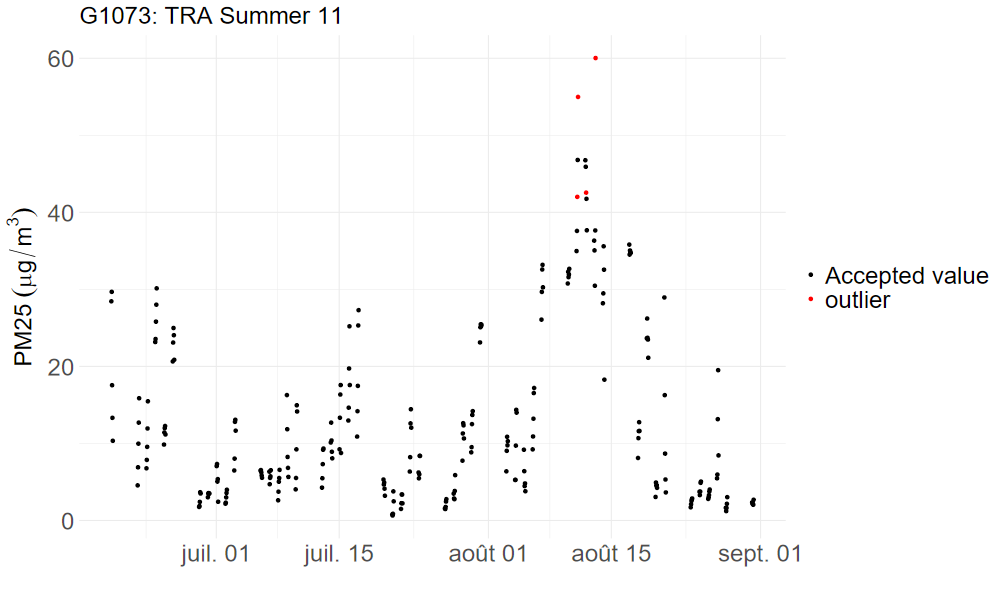 G1073: TRA Summer 11
60
40
20
0
PM25 (μg/m³)
juil. 01
juil. 15
août 01
août 15
sept. 01
Accepted value
outlier